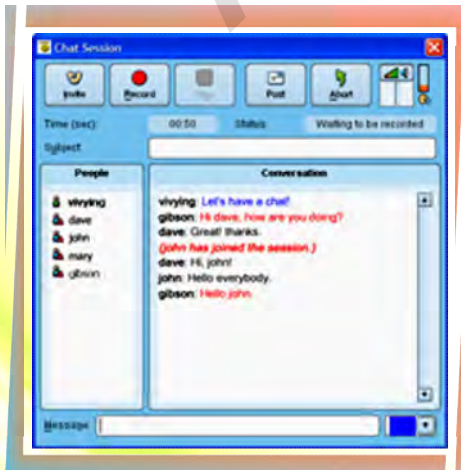 Chat Session
Invite Record Post Abort
Time (sec): 00:50 Status: Waiting to be recorded
Subject
People Conversation
vivying
dave
john
mary
gibson
vivying: Let's have a chat!
gibson: Hi dave, how are you doing?
dave: Great! thanks.
(john has joined the session.)
dave: Hi, john!
john: Hello everybody.
gibson: Hello john.
Message